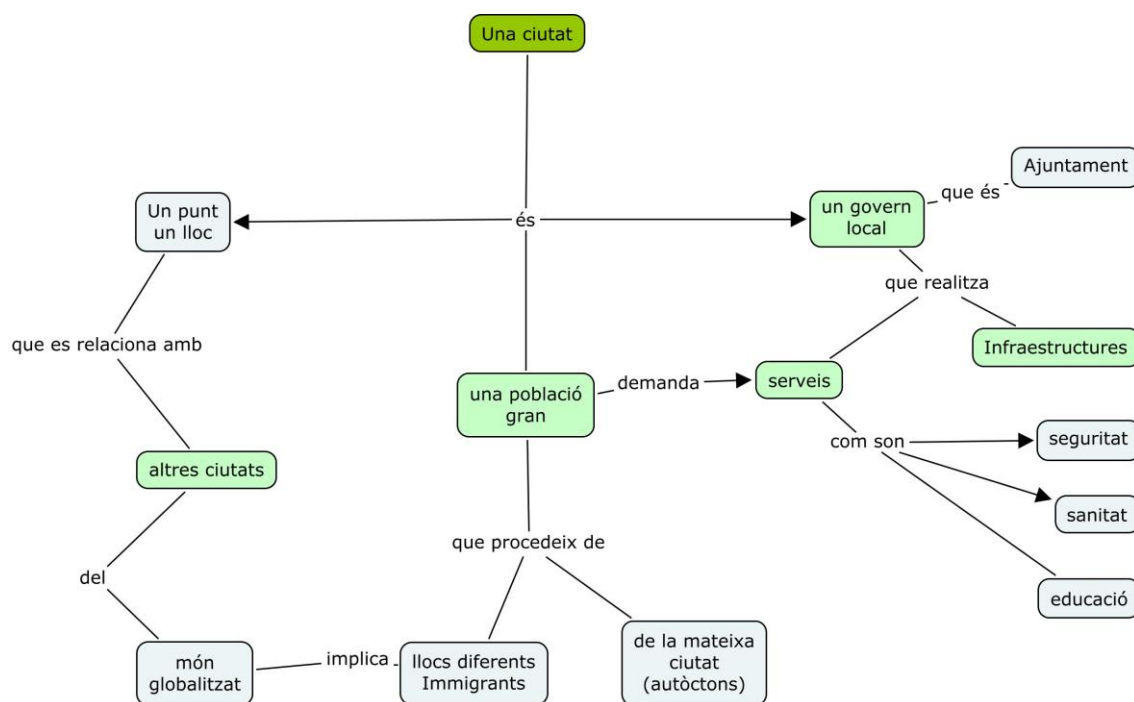 Una ciutat
Ajuntament
que és
Un punt
un lloc
un govern
local
és
que realitza
que es relaciona amb
Infraestructures
una població
gran
demanda
serveis
com son
seguritat
altres ciutats
sanitat
que procedeix de
del
educació
món
globalitzat
implica
llocs diferents
Immigrants
de la mateixa
ciutat
(autòctons)